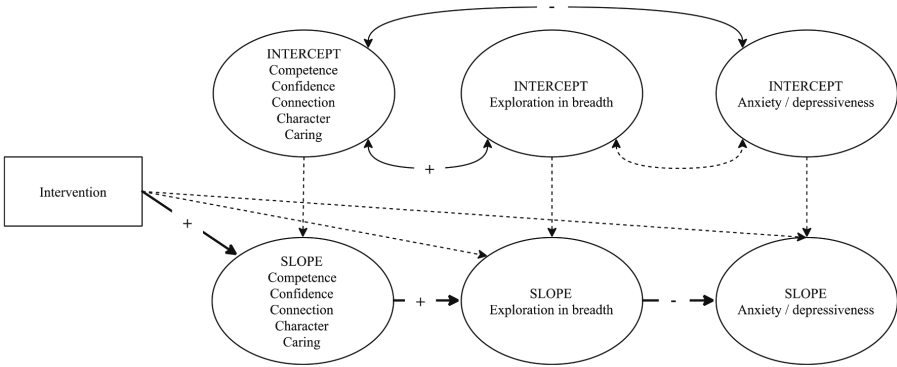 -
INTERCEPT
Competence
Confidence
Connection
Character
Caring
INTERCEPT
Exploration in breadth
INTERCEPT
Anxiety / depressiveness
+
Intervention
+
SLOPE
Competence
Confidence
Connection
Character
Caring
+
SLOPE
Exploration in breadth
-
SLOPE
Anxiety / depressiveness